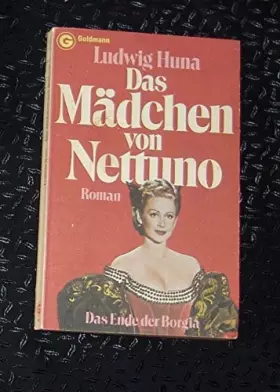 G Goldmann
Ludwig Huna
Das
Mädchen
von
Nettuno
Roman
Das Ende der Borgia